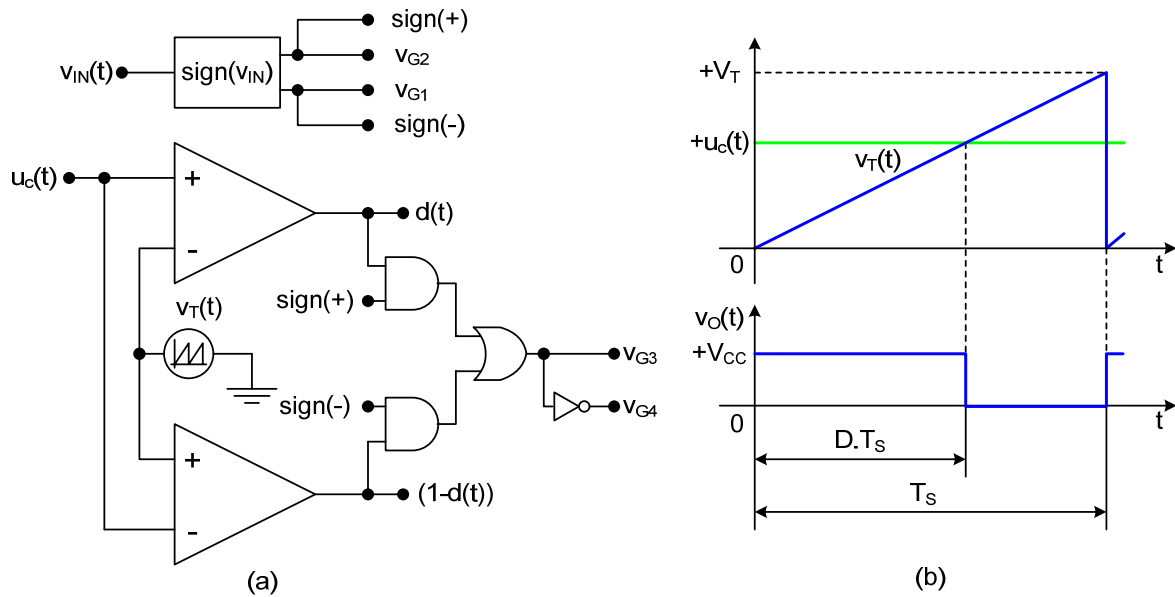 sign(+)
v_IN(t)
sign(v_IN)
v_G2
v_G1
sign(-)
u_c(t)
+
-
d(t)
v_T(t)
sign(+)
v_G3
sign(-)
v_G4
+
-
(1-d(t))
(a)
+V_T
+u_c(t)
v_T(t)
0
t
v_O(t)
+V_CC
0
t
D.T_S
T_S
(b)